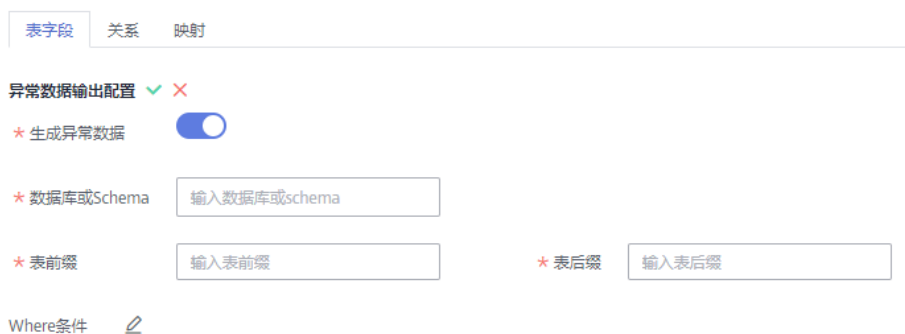 表字段 关系 映射
异常数据输出配置
* 生成异常数据
* 数据库或Schema 输入数据库或schema
* 表前缀 输入表前缀 * 表后缀 输入表后缀
Where条件